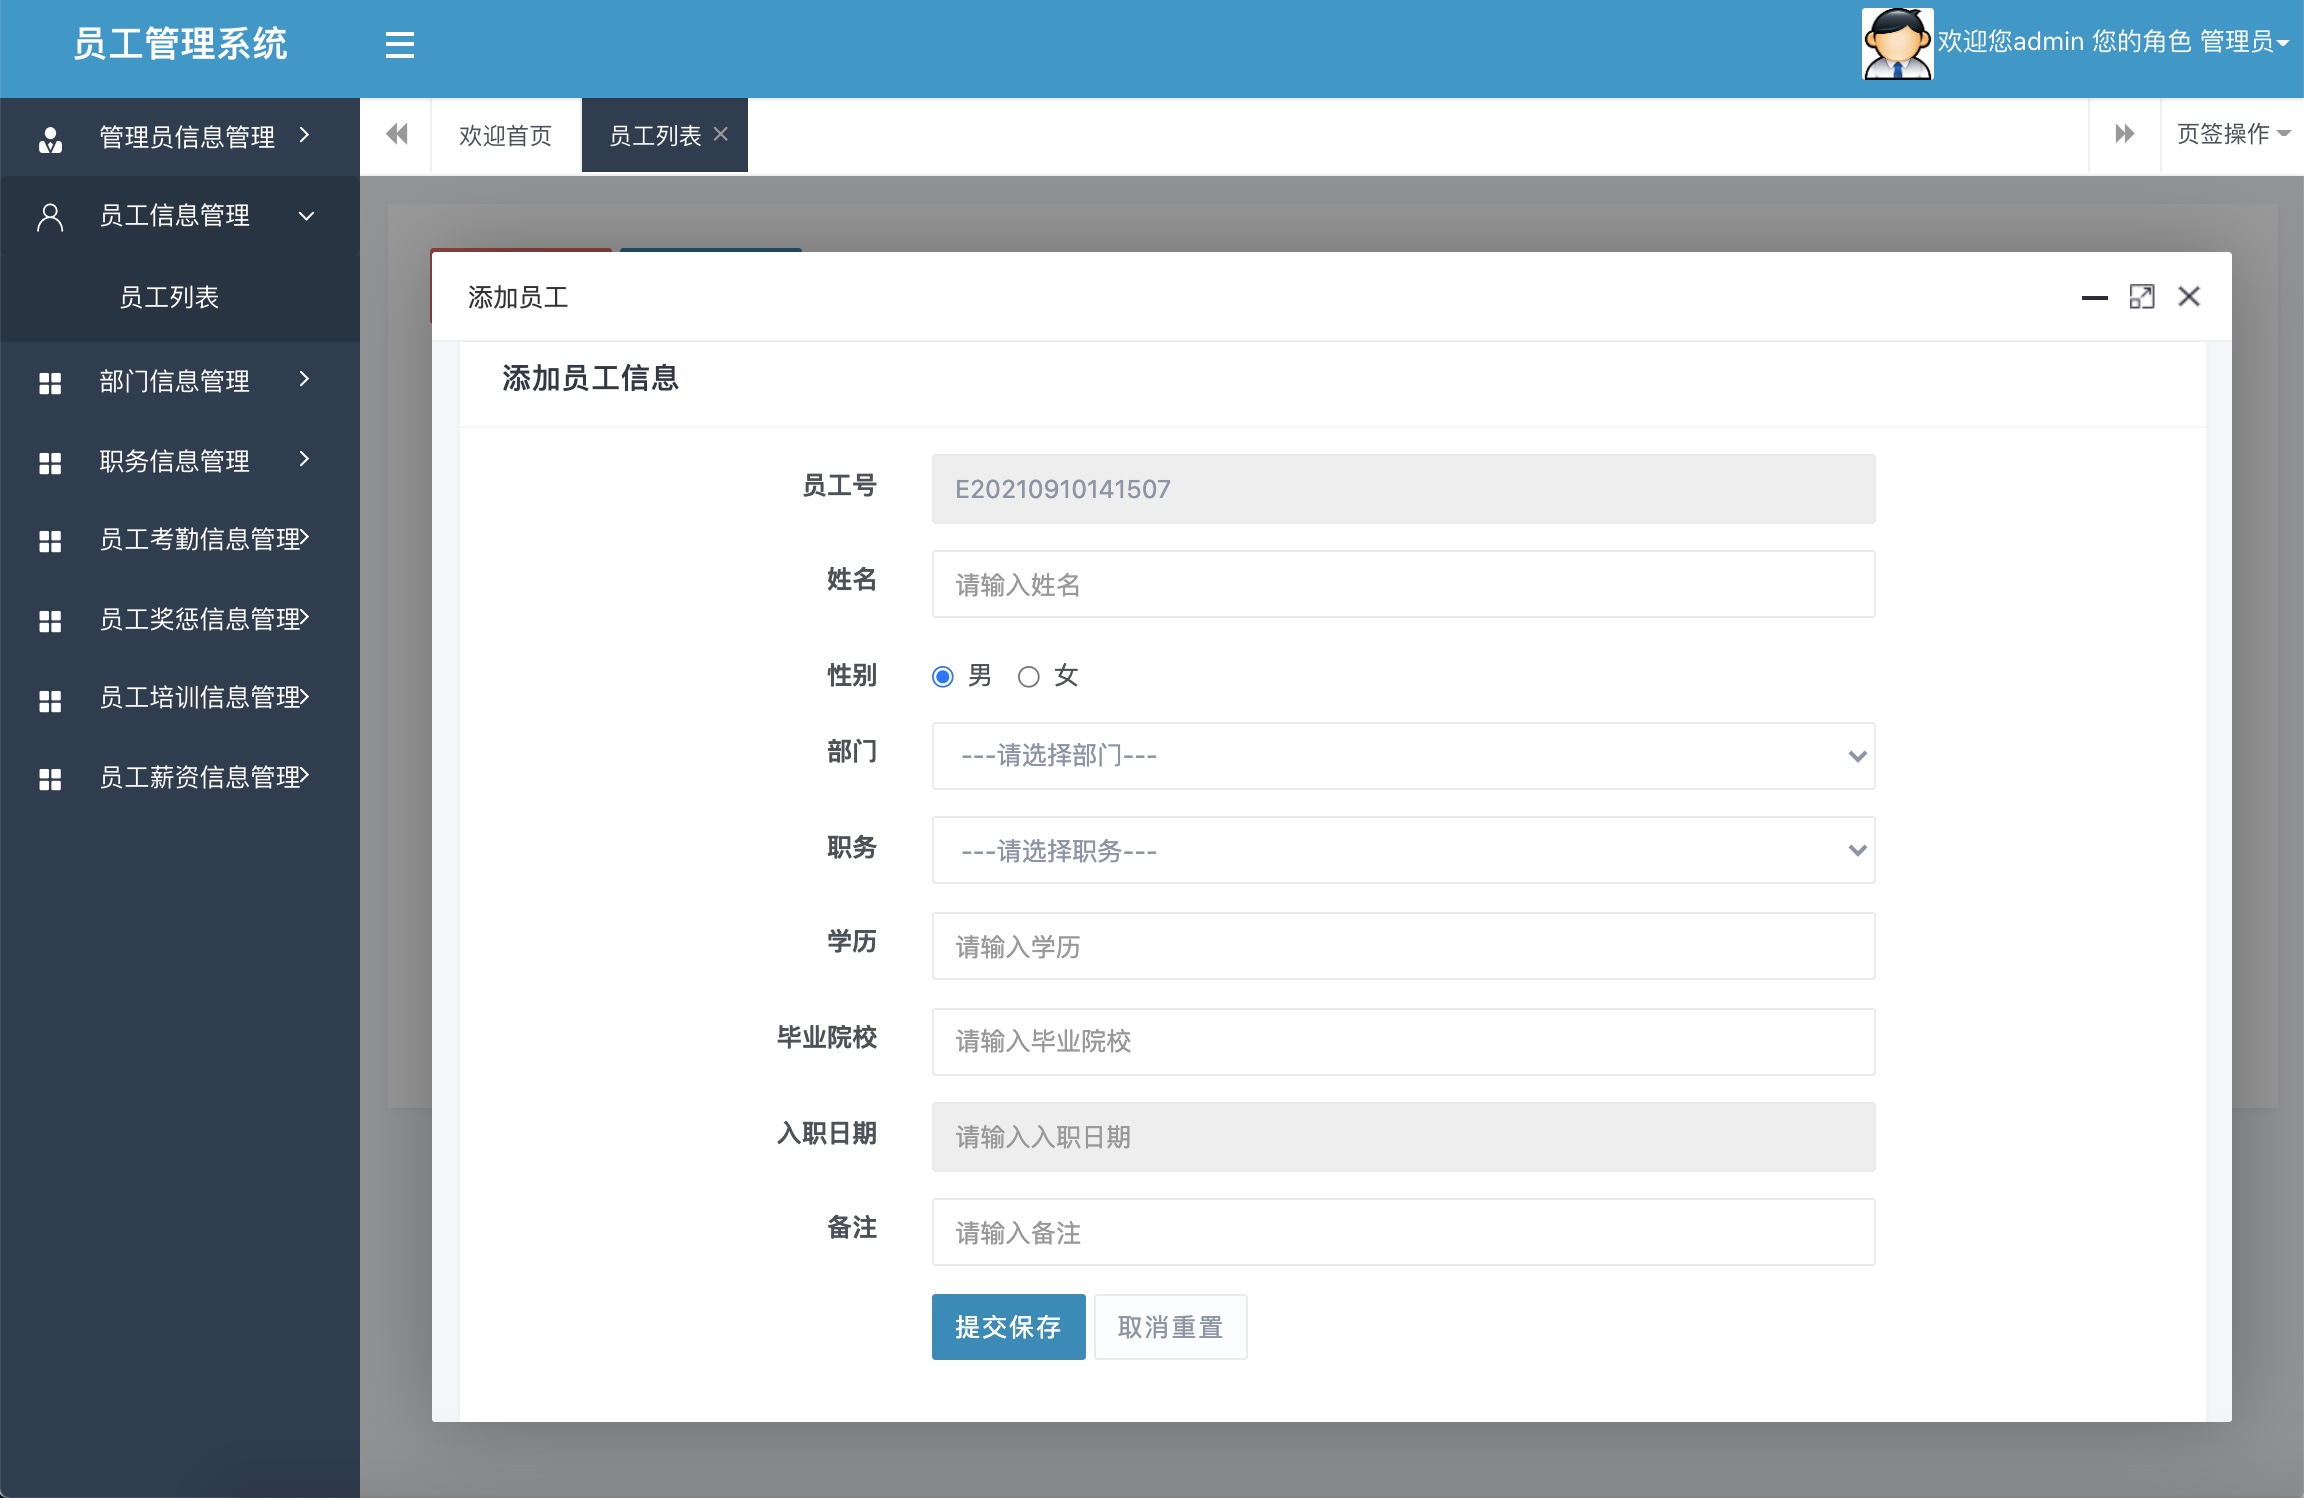 员工管理系统
欢迎您admin 您的角色 管理员
管理员信息管理
员工信息管理
员工列表
部门信息管理
职务信息管理
员工考勤信息管理
员工奖惩信息管理
员工培训信息管理
员工薪资信息管理
欢迎首页
员工列表
页签操作
添加员工
添加员工信息
员工号 E20210910141507
姓名 请输入姓名
性别 男 女
部门 ---请选择部门---
职务 ---请选择职务---
学历 请输入学历
毕业院校 请输入毕业院校
入职日期 请输入入职日期
备注 请输入备注
提交保存 取消重置